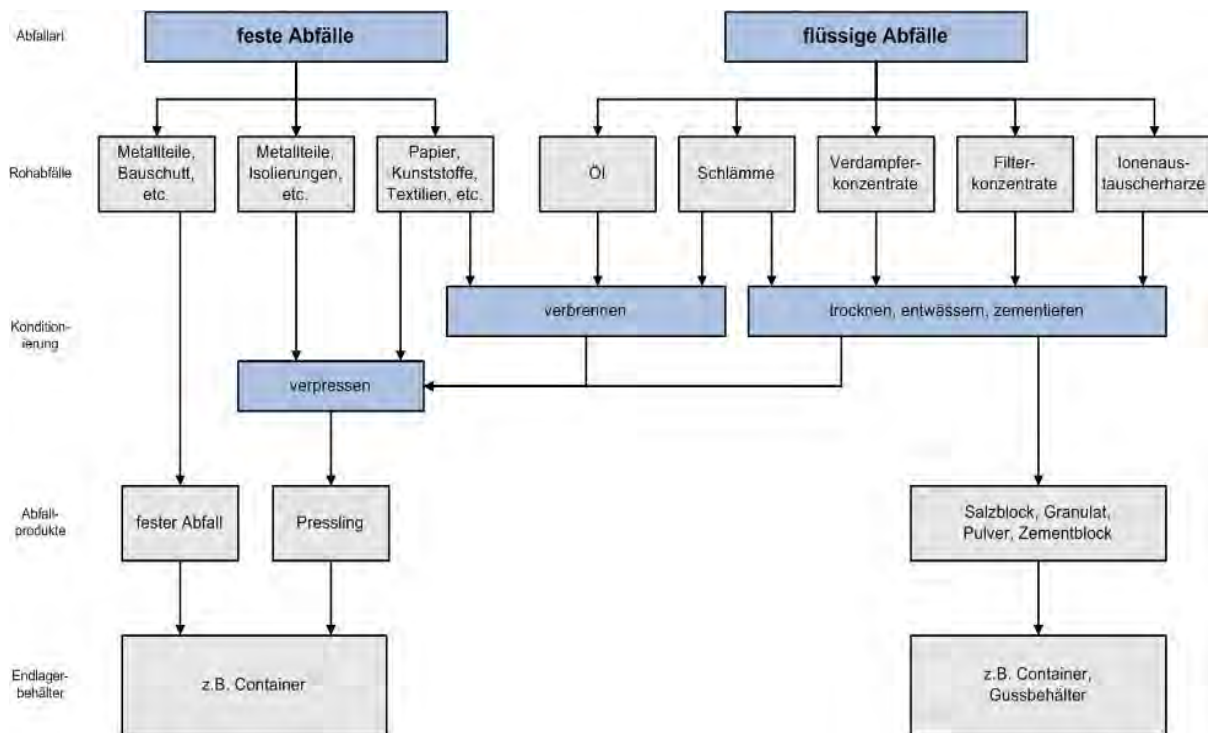 Abfallart
feste Abfälle
flüssige Abfälle
Rohabfälle
Metallteile,
Bauschutt,
etc.
Metallteile,
Isolierungen,
etc.
Papier,
Kunststoffe,
Textilien, etc.
Öl
Schlämme
Verdampfer-
konzentrate
Filter-
konzentrate
Ionenaus-
tauscherharze
Kondition-
ierung
verbrennen
trocknen, entwässern, zementieren
verpressen
Abfall-
produkte
fester Abfall
Pressling
Salzblock, Granulat,
Pulver, Zementblock
Endlager-
behälter
z.B. Container
z.B. Container,
Gussbehälter